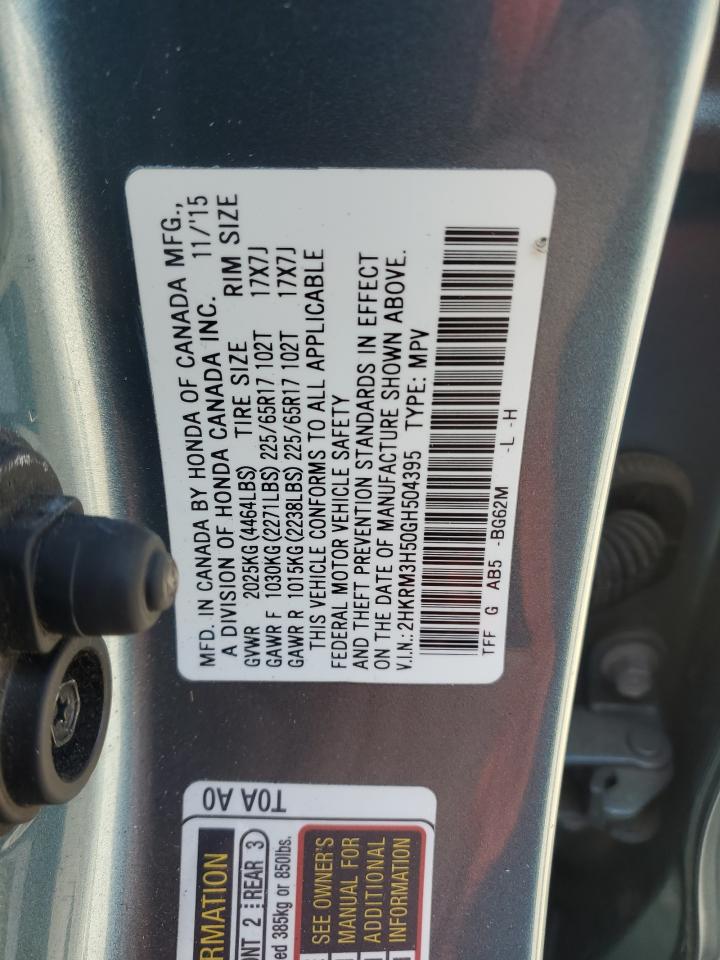 MFD. IN CANADA BY HONDA OF CANADA MFG.,
A DIVISION OF HONDA CANADA INC. 11/'15
GVWR 2025KG(4464LBS) TIRE SIZE RIM SIZE
GAWR F 1030KG(2271LBS) 225/65R17 102T 17X7J
GAWR R 1015KG(2238LBS) 225/65R17 102T 17X7J
THIS VEHICLE CONFORMS TO ALL APPLICABLE
FEDERAL MOTOR VEHICLE SAFETY
AND THEFT PREVENTION STANDARDS IN EFFECT
ON THE DATE OF MANUFACTURE SHOWN ABOVE.
V.I.N.: 2HKRM3H50GH504395 TYPE: MPV
TFF G AB5 -BG62M -L -H
T0A A0
RMATION
ONT 2 REAR 3
ed 385kg or 850lbs.
SEE OWNER'S
MANUAL FOR
ADDITIONAL
INFORMATION